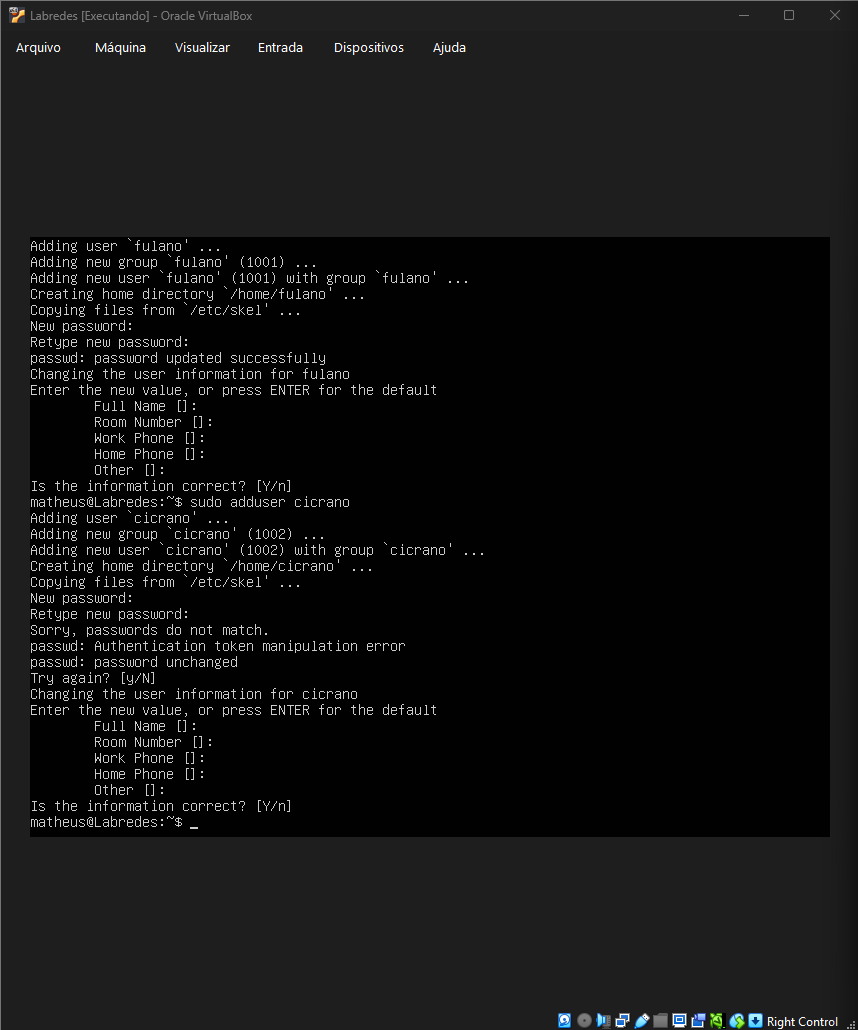 Labredes [Executando] - Oracle VirtualBox
Arquivo Máquina Visualizar Entrada Dispositivos Ajuda
Adding user `fulano' ...
Adding new group `fulano' (1001) ...
Adding new user `fulano' (1001) with group `fulano' ...
Creating home directory `/home/fulano' ...
Copying files from `/etc/skel' ...
New password:
Retype new password:
passwd: password updated successfully
Changing the user information for fulano
Enter the new value, or press ENTER for the default
        Full Name []:
        Room Number []:
        Work Phone []:
        Home Phone []:
        Other []:
Is the information correct? [Y/n]
matheus@Labredes:~$ sudo adduser cicrano
Adding user `cicrano' ...
Adding new group `cicrano' (1002) ...
Adding new user `cicrano' (1002) with group `cicrano' ...
Creating home directory `/home/cicrano' ...
Copying files from `/etc/skel' ...
New password:
Retype new password:
Sorry, passwords do not match.
passwd: Authentication token manipulation error
passwd: password unchanged
Try again? [y/N]
Changing the user information for cicrano
Enter the new value, or press ENTER for the default
        Full Name []:
        Room Number []:
        Work Phone []:
        Home Phone []:
        Other []:
Is the information correct? [Y/n]
matheus@Labredes:~$ _
Right Control